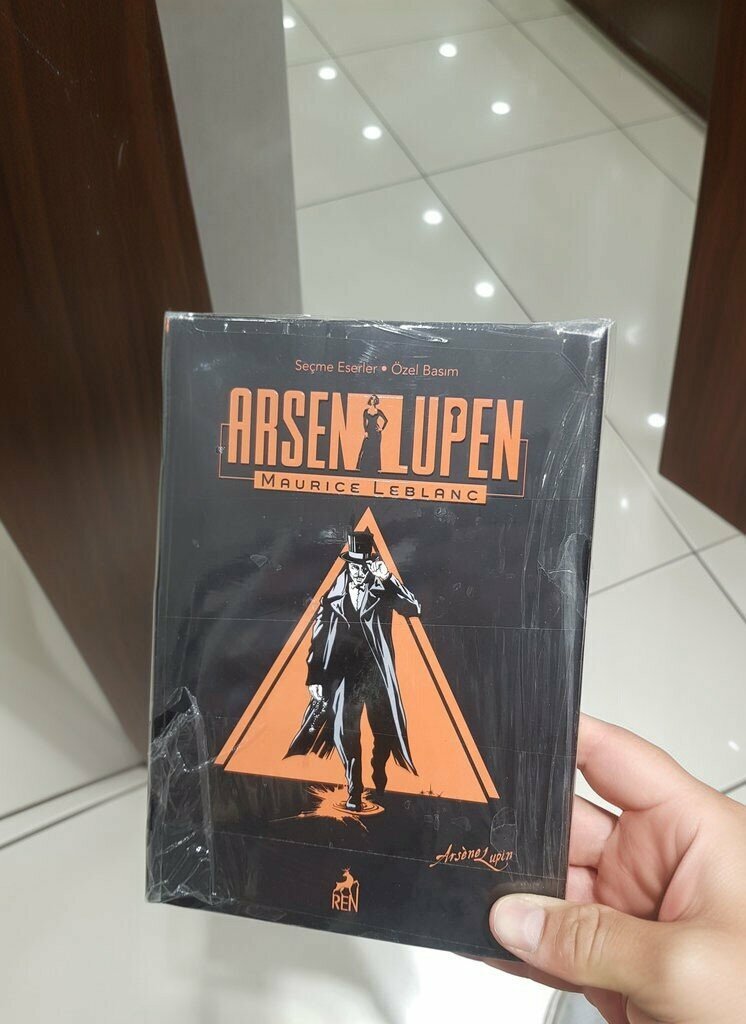 Seçme Eserler • Özel Basım
ARSEN LUPEN
MAURICE LEBLANC
Arsène Lupin
REN